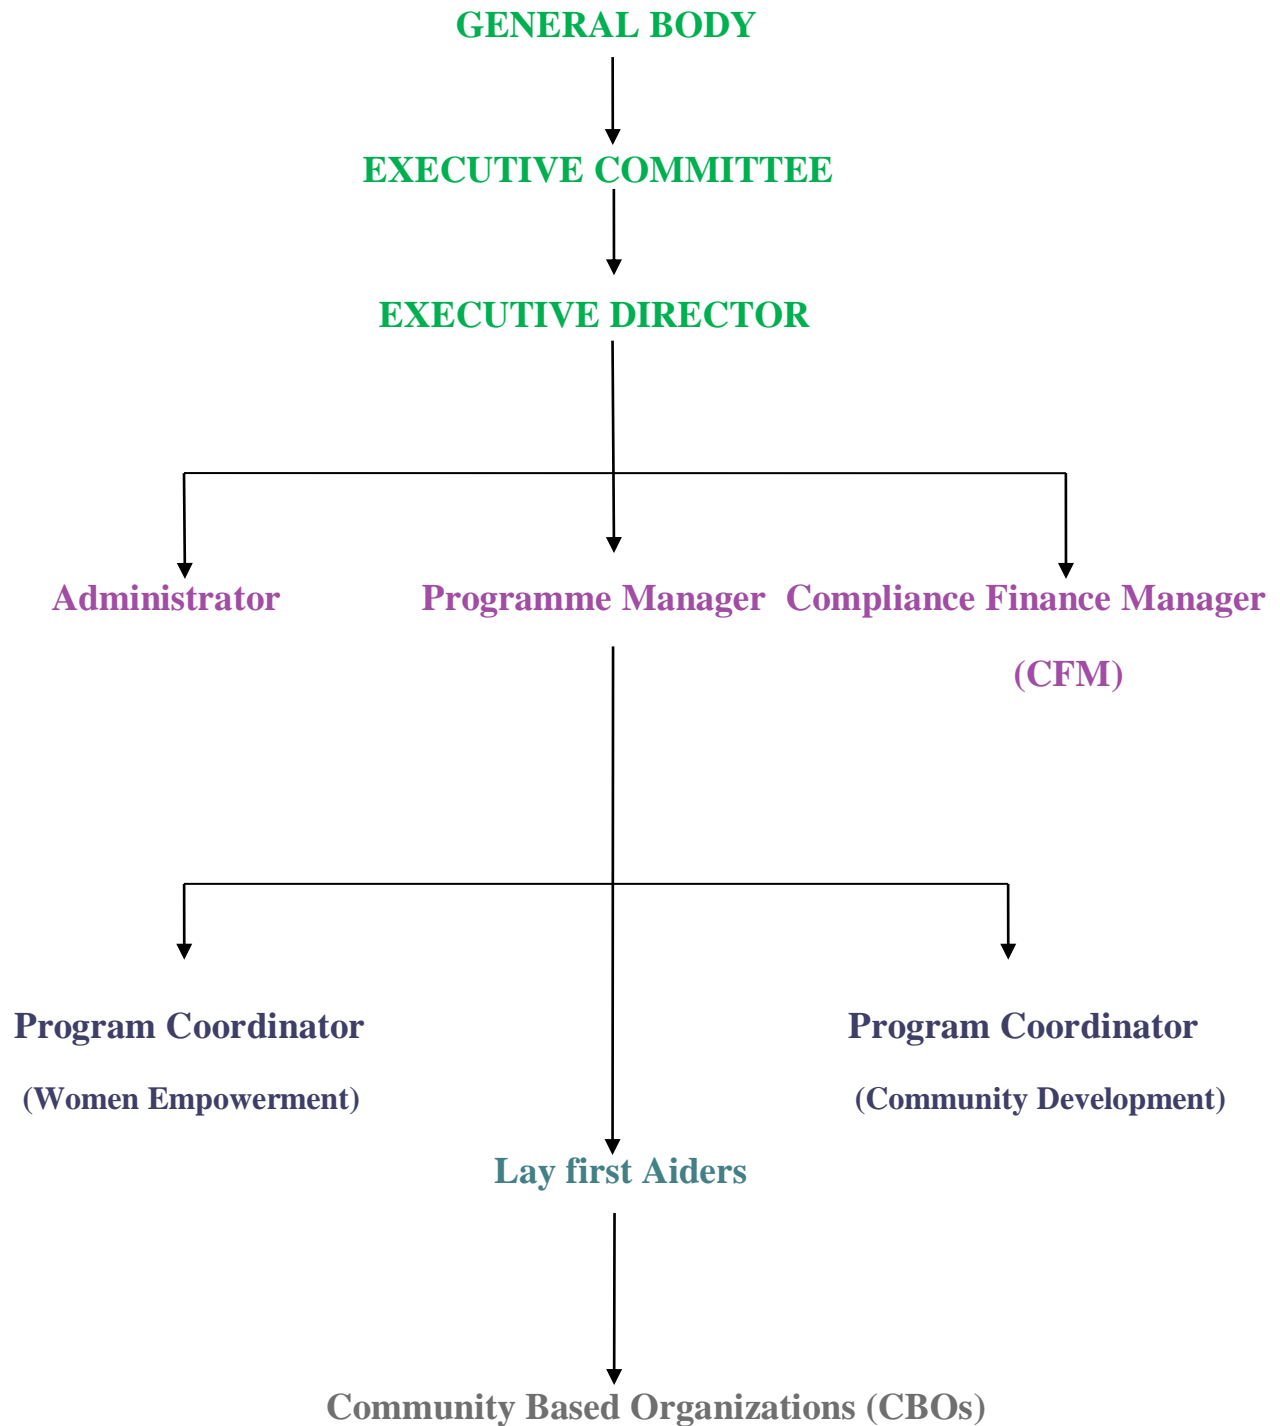 GENERAL BODY
EXECUTIVE COMMITTEE
EXECUTIVE DIRECTOR
Administrator
Programme Manager
Compliance Finance Manager
(CFM)
Program Coordinator
(Women Empowerment)
Program Coordinator
(Community Development)
Lay first Aiders
Community Based Organizations (CBOs)